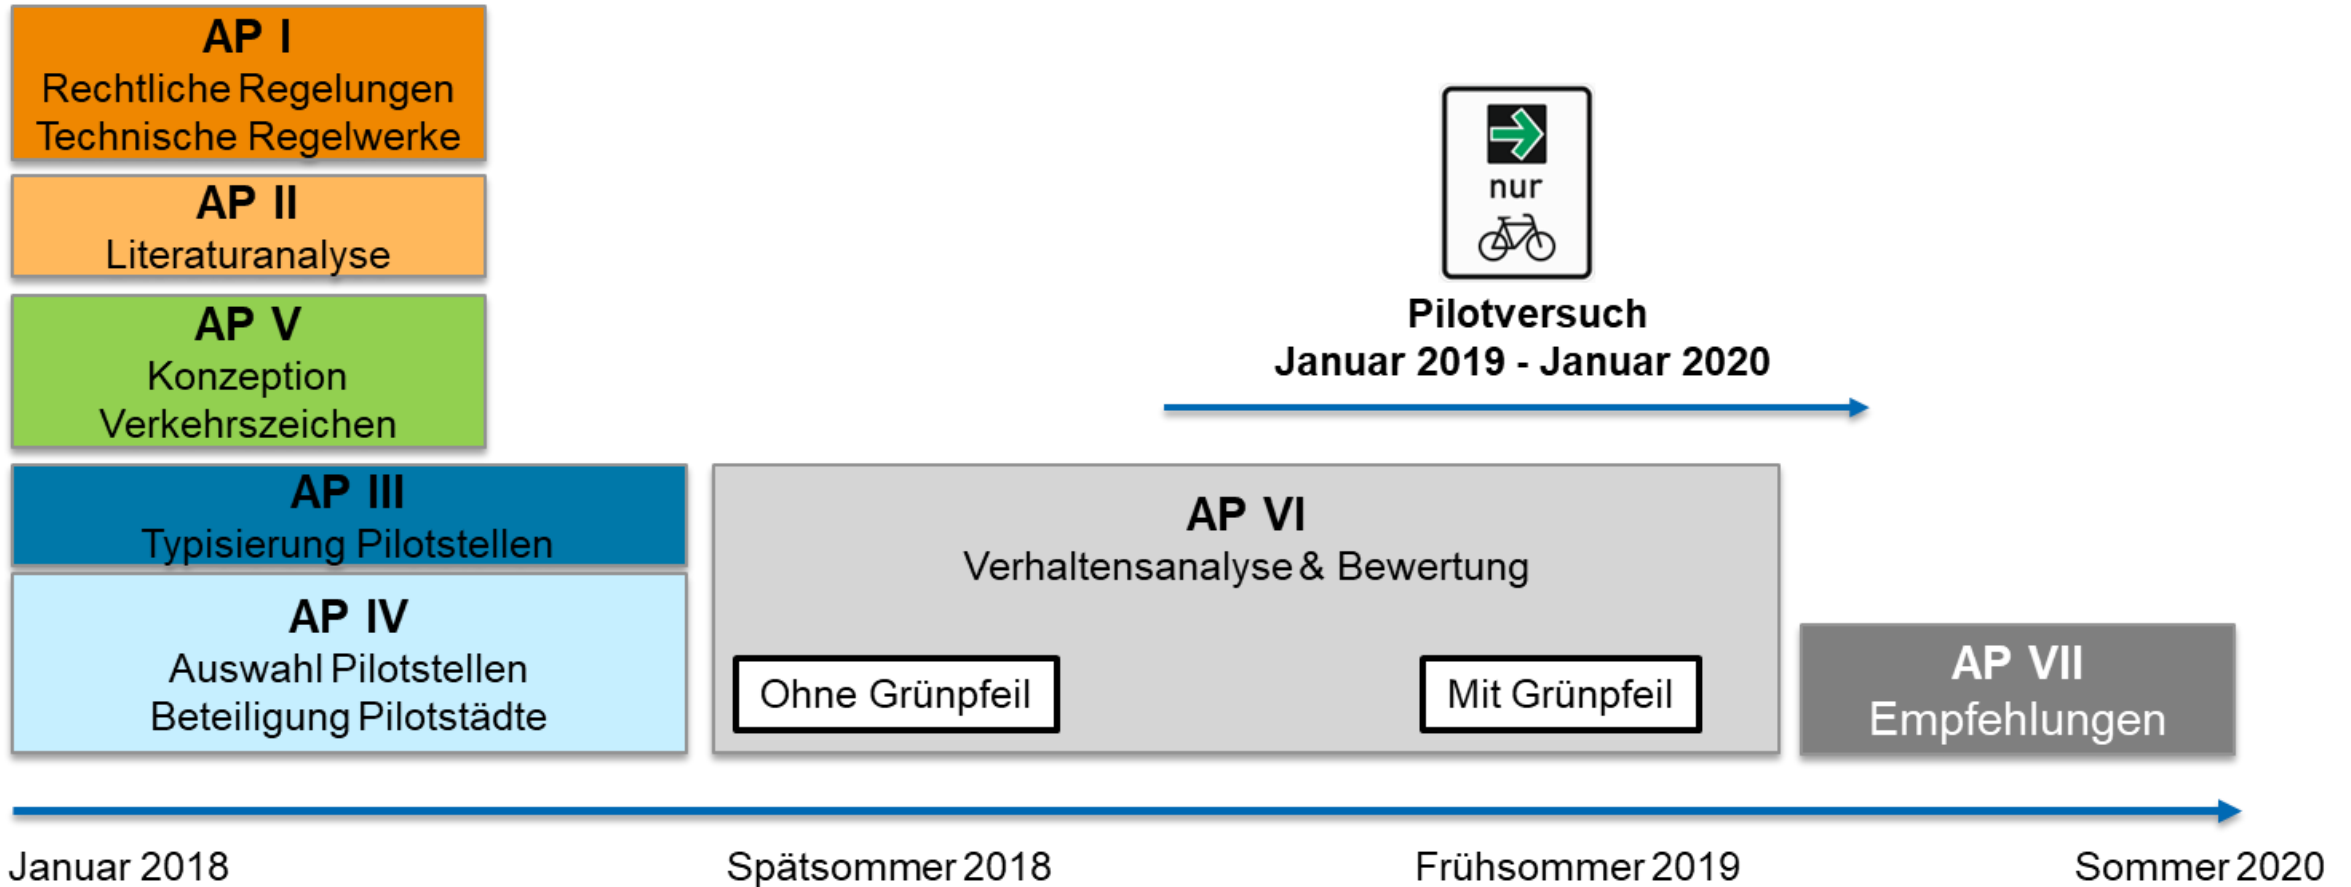 AP I
Rechtliche Regelungen
Technische Regelwerke
AP II
Literaturanalyse
AP V
Konzeption
Verkehrszeichen
nur
Pilotversuch
Januar 2019 - Januar 2020
AP III
Typisierung Pilotstellen
AP IV
Auswahl Pilotstellen
Beteiligung Pilotstädte
AP VI
Verhaltensanalyse & Bewertung
Ohne Grünpfeil
Mit Grünpfeil
AP VII
Empfehlungen
Januar 2018
Spätsommer 2018
Frühsommer 2019
Sommer 2020